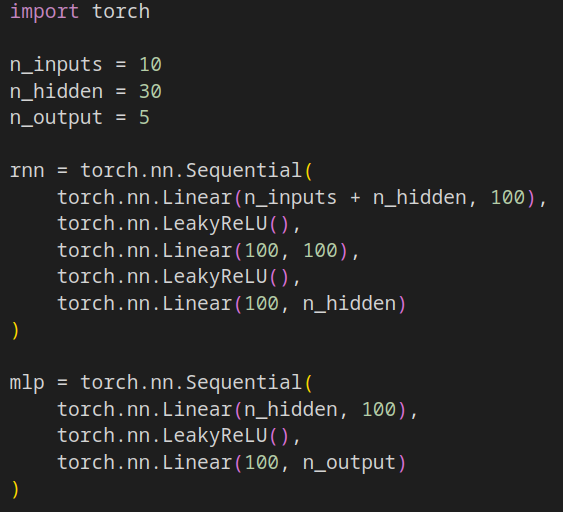 import torch

n_inputs = 10
n_hidden = 30
n_output = 5

rnn = torch.nn.Sequential(
    torch.nn.Linear(n_inputs + n_hidden, 100),
    torch.nn.LeakyReLU(),
    torch.nn.Linear(100, 100),
    torch.nn.LeakyReLU(),
    torch.nn.Linear(100, n_hidden)
)

mlp = torch.nn.Sequential(
    torch.nn.Linear(n_hidden, 100),
    torch.nn.LeakyReLU(),
    torch.nn.Linear(100, n_output)
)